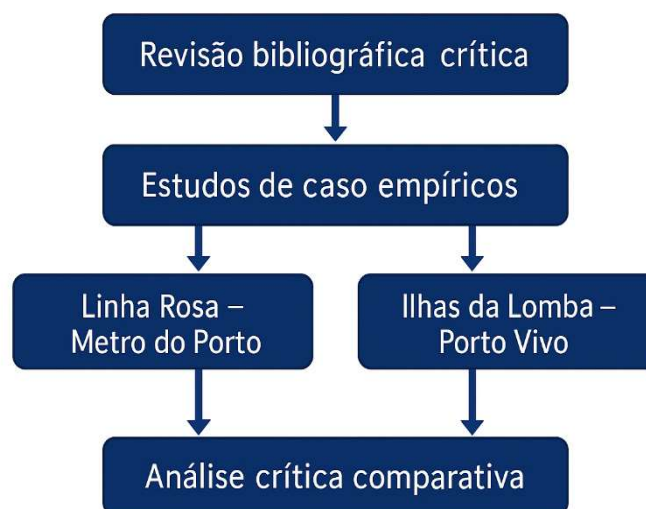 Revisão bibliográfica crítica
Estudos de caso empíricos
Linha Rosa –
Metro do Porto
Ilhas da Lomba –
Porto Vivo
Análise crítica comparativa